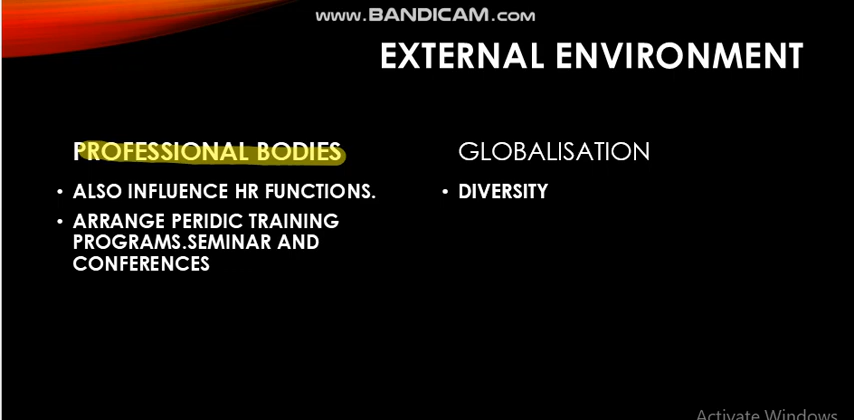 www.BANDICAM.com
EXTERNAL ENVIRONMENT
PROFESSIONAL BODIES
• ALSO INFLUENCE HR FUNCTIONS.
• ARRANGE PERIDIC TRAINING
PROGRAMS.SEMINAR AND
CONFERENCES
GLOBALISATION
• DIVERSITY
Activate Windows